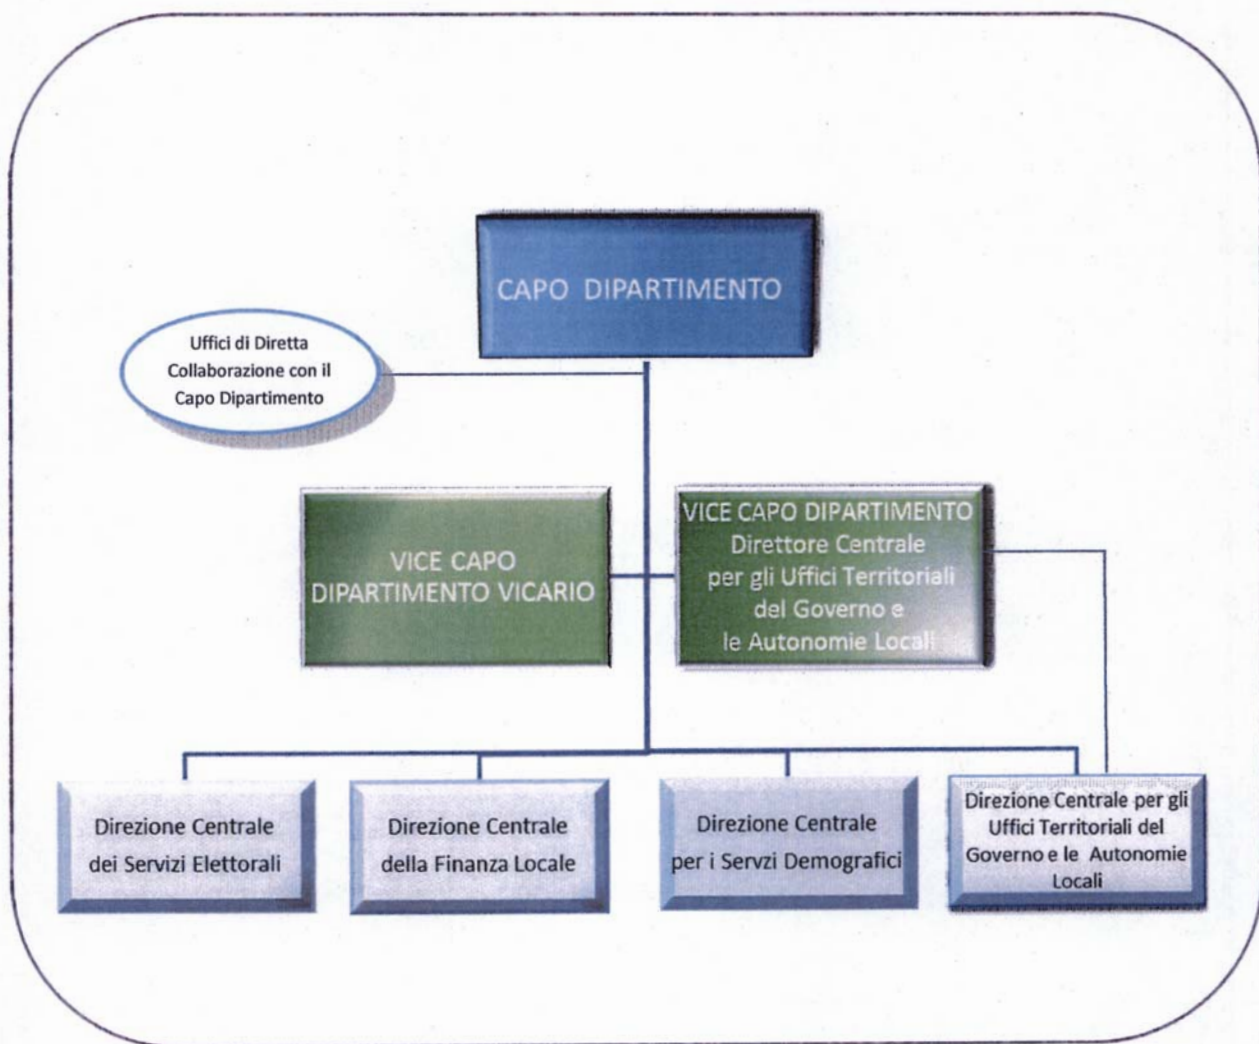 CAPO DIPARTIMENTO
Uffici di Diretta
Collaborazione con il
Capo Dipartimento
VICE CAPO
DIPARTIMENTO VICARIO
VICE CAPO DIPARTIMENTO
Direttore Centrale
per gli Uffici Territoriali
del Governo e
le Autonomie Locali
Direzione Centrale
dei Servizi Elettorali
Direzione Centrale
della Finanza Locale
Direzione Centrale
per i Servzi Demografici
Direzione Centrale per gli
Uffici Territoriali del
Governo e le Autonomie
Locali